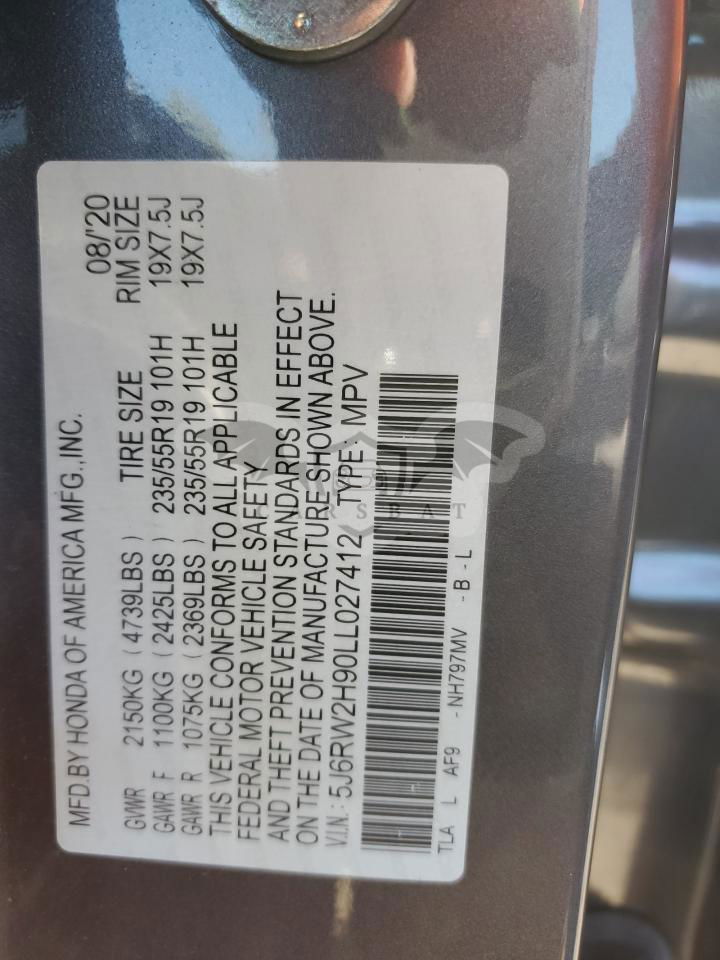 MFD.BY HONDA OF AMERICA MFG.,INC. 08/'20
GVWR 2150KG (4739LBS) TIRE SIZE RIM SIZE
GAWR F 1100KG (2425LBS) 235/55R19 101H 19X7.5J
GAWR R 1075KG (2369LBS) 235/55R19 101H 19X7.5J
THIS VEHICLE CONFORMS TO ALL APPLICABLE
FEDERAL MOTOR VEHICLE SAFETY
AND THEFT PREVENTION STANDARDS IN EFFECT
ON THE DATE OF MANUFACTURE SHOWN ABOVE.
V.I.N.: 5J6RW2H90LL027412 TYPE: MPV
CARSBAT
TLA L AF9 - NH797MV - B - L